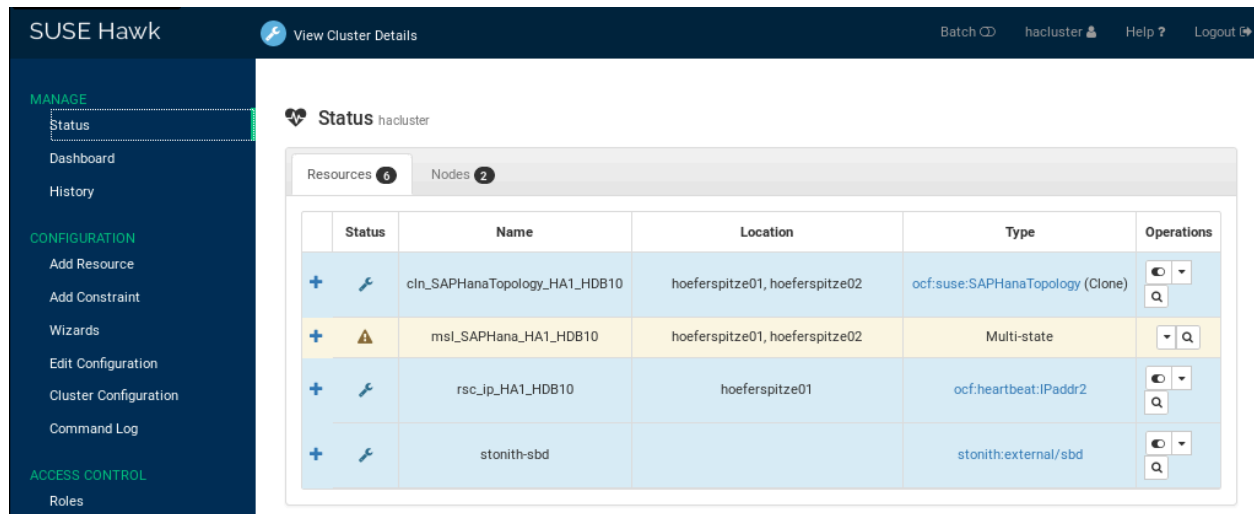 SUSE Hawk
View Cluster Details
Batch
hacluster
Help ?
Logout
MANAGE
Status
Dashboard
History
CONFIGURATION
Add Resource
Add Constraint
Wizards
Edit Configuration
Cluster Configuration
Command Log
ACCESS CONTROL
Roles
Status hacluster
Resources 6
Nodes 2
Status Name Location Type Operations
cln_SAPHanaTopology_HA1_HDB10 hoeferspitze01, hoeferspitze02 ocf:suse:SAPHanaTopology (Clone)
msl_SAPHana_HA1_HDB10 hoeferspitze01, hoeferspitze02 Multi-state
rsc_ip_HA1_HDB10 hoeferspitze01 ocf:heartbeat:IPaddr2
stonith-sbd stonith:external/sbd